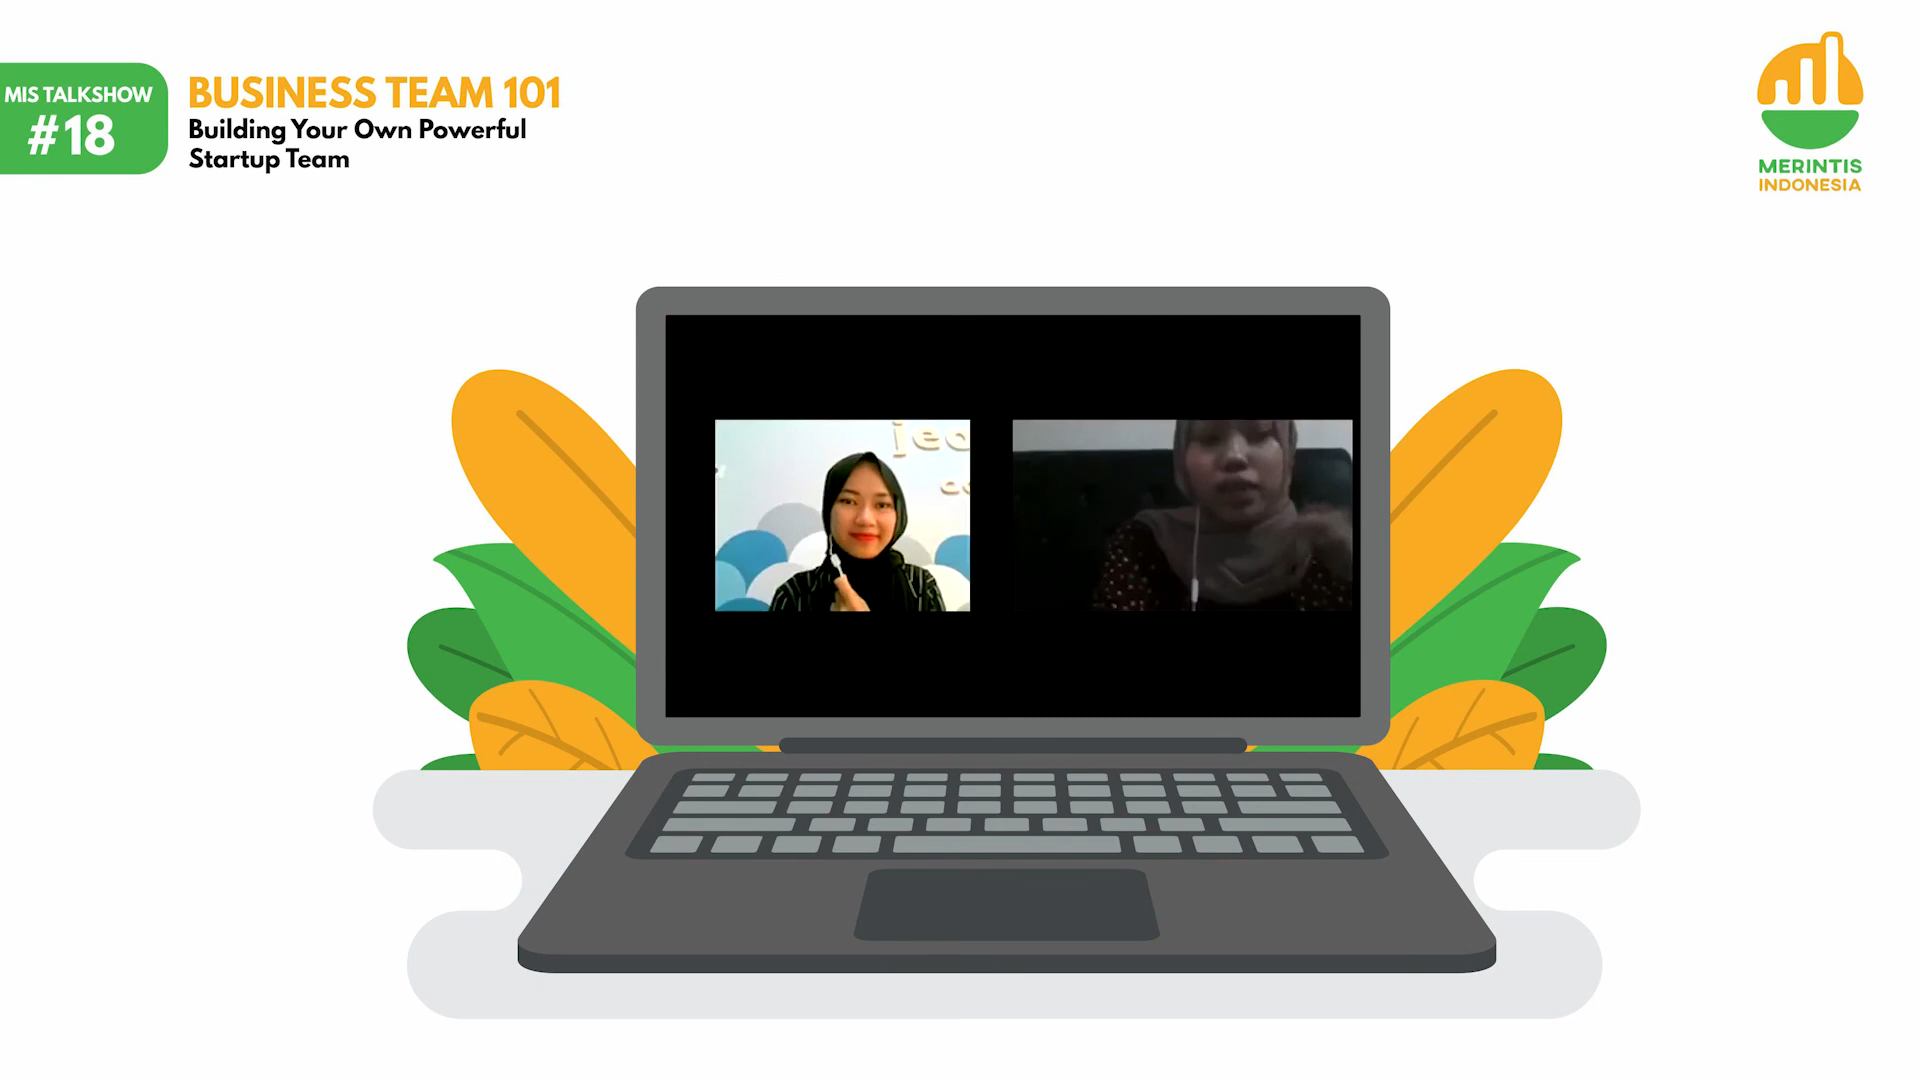 MIS TALKSHOW
#18
BUSINESS TEAM 101
Building Your Own Powerful
Startup Team
MERINTIS
INDONESIA